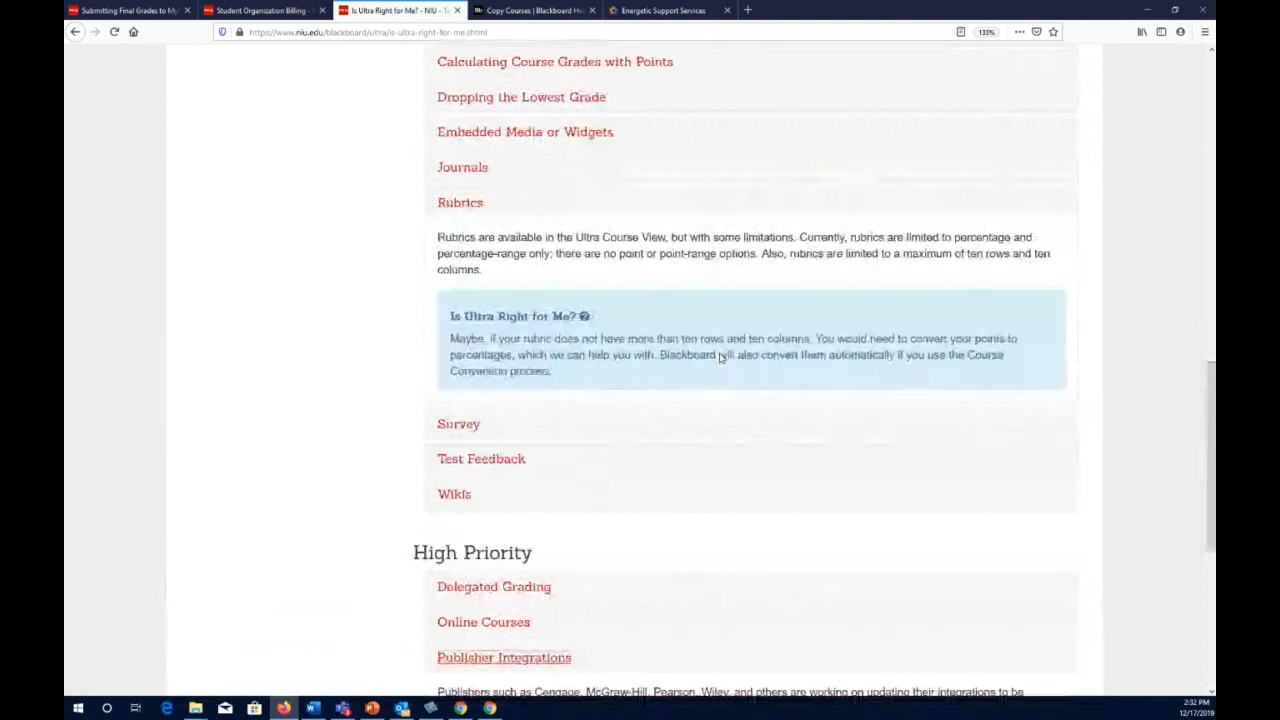 Submitting Final Grades to My
Student Organization Billing -
Is Ultra Right for Me? - NIU - Te
Copy Courses | Blackboard He
Energetic Support Services
https://www.niu.edu/blackboard/ultra/is-ultra-right-for-me.shtml
133%
Calculating Course Grades with Points
Dropping the Lowest Grade
Embedded Media or Widgets
Journals
Rubrics
Rubrics are available in the Ultra Course View, but with some limitations. Currently, rubrics are limited to percentage and
percentage-range only; there are no point or point-range options. Also, rubrics are limited to a maximum of ten rows and ten
columns.
Is Ultra Right for Me?
Maybe, if your rubric does not have more than ten rows and ten columns. You would need to convert your points to
percentages, which we can help you with. Blackboard will also convert them automatically if you use the Course
Conversion process.
Survey
Test Feedback
Wikis
High Priority
Delegated Grading
Online Courses
Publisher Integrations
Publishers such as Cengage, McGraw-Hill, Pearson, Wiley, and others are working on updating their integrations to be
2:32 PM
12/17/2019